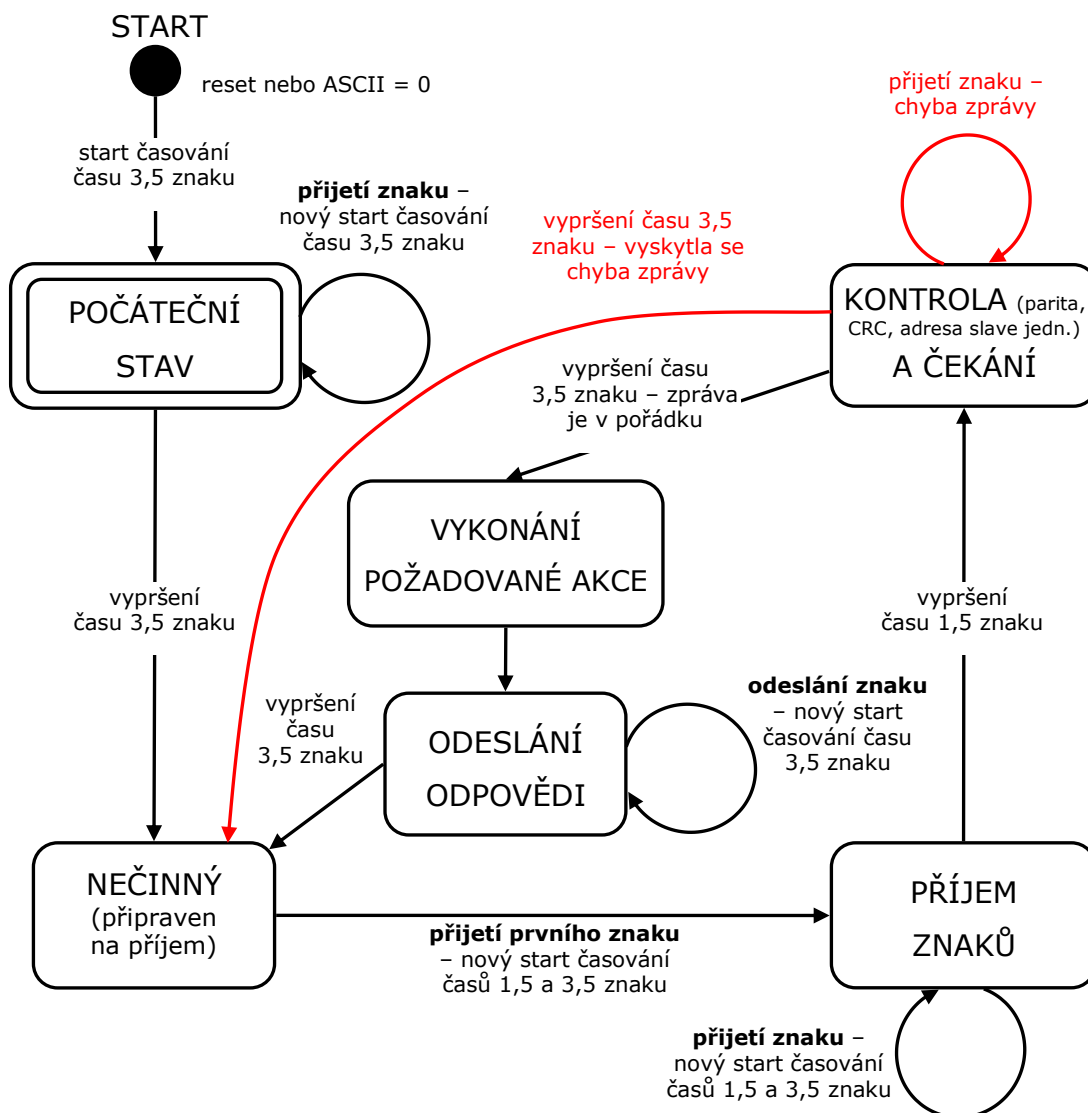 START
reset nebo ASCII = 0
start časování
času 3,5 znaku
přijetí znaku –
nový start časování
času 3,5 znaku
POČÁTEČNÍ
STAV
přijetí znaku –
chyba zprávy
vypršení času 3,5
znaku – vyskytla se
chyba zprávy
KONTROLA (parita,
CRC, adresa slave jedn.)
A ČEKÁNÍ
vypršení času
3,5 znaku – zpráva
je v pořádku
VYKONÁNÍ
POŽADOVANÉ AKCE
vypršení
času 3,5 znaku
vypršení
času 1,5 znaku
vypršení
času
3,5 znaku
ODESLÁNÍ
ODPOVĚDI
odeslání znaku
– nový start
časování času
3,5 znaku
NEČINNÝ
(připraven
na příjem)
přijetí prvního znaku
– nový start časování
časů 1,5 a 3,5 znaku
PŘÍJEM
ZNAKŮ
přijetí znaku –
nový start časování
časů 1,5 a 3,5 znaku